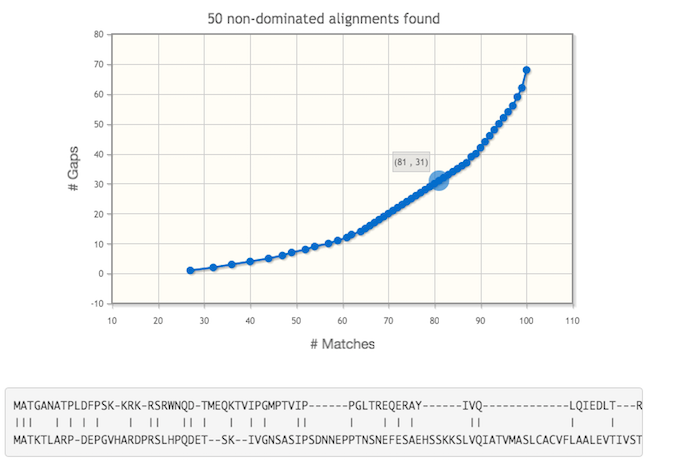 50 non-dominated alignments found
80
70
60
50
40
30
20
10
0
-10
# Gaps
(81 , 31)
10 20 30 40 50 60 70 80 90 100 110
# Matches
MATGANATPLDFPSK-KRK-RSRWNQD-TMEQKTVIPGMPTVIP------PGLTREQERAY------IVQ-------------LQIEDLT---R
||| | | | | | || || | | | | || | | | | || | |
MATKTLARP-DEPGVHARDPRSLHPQDET--SK--IVGNSASIPSDNNEPPTNSNEFESAEHSSKKSLVQIATVMASLCACVFLAALEVTIVST